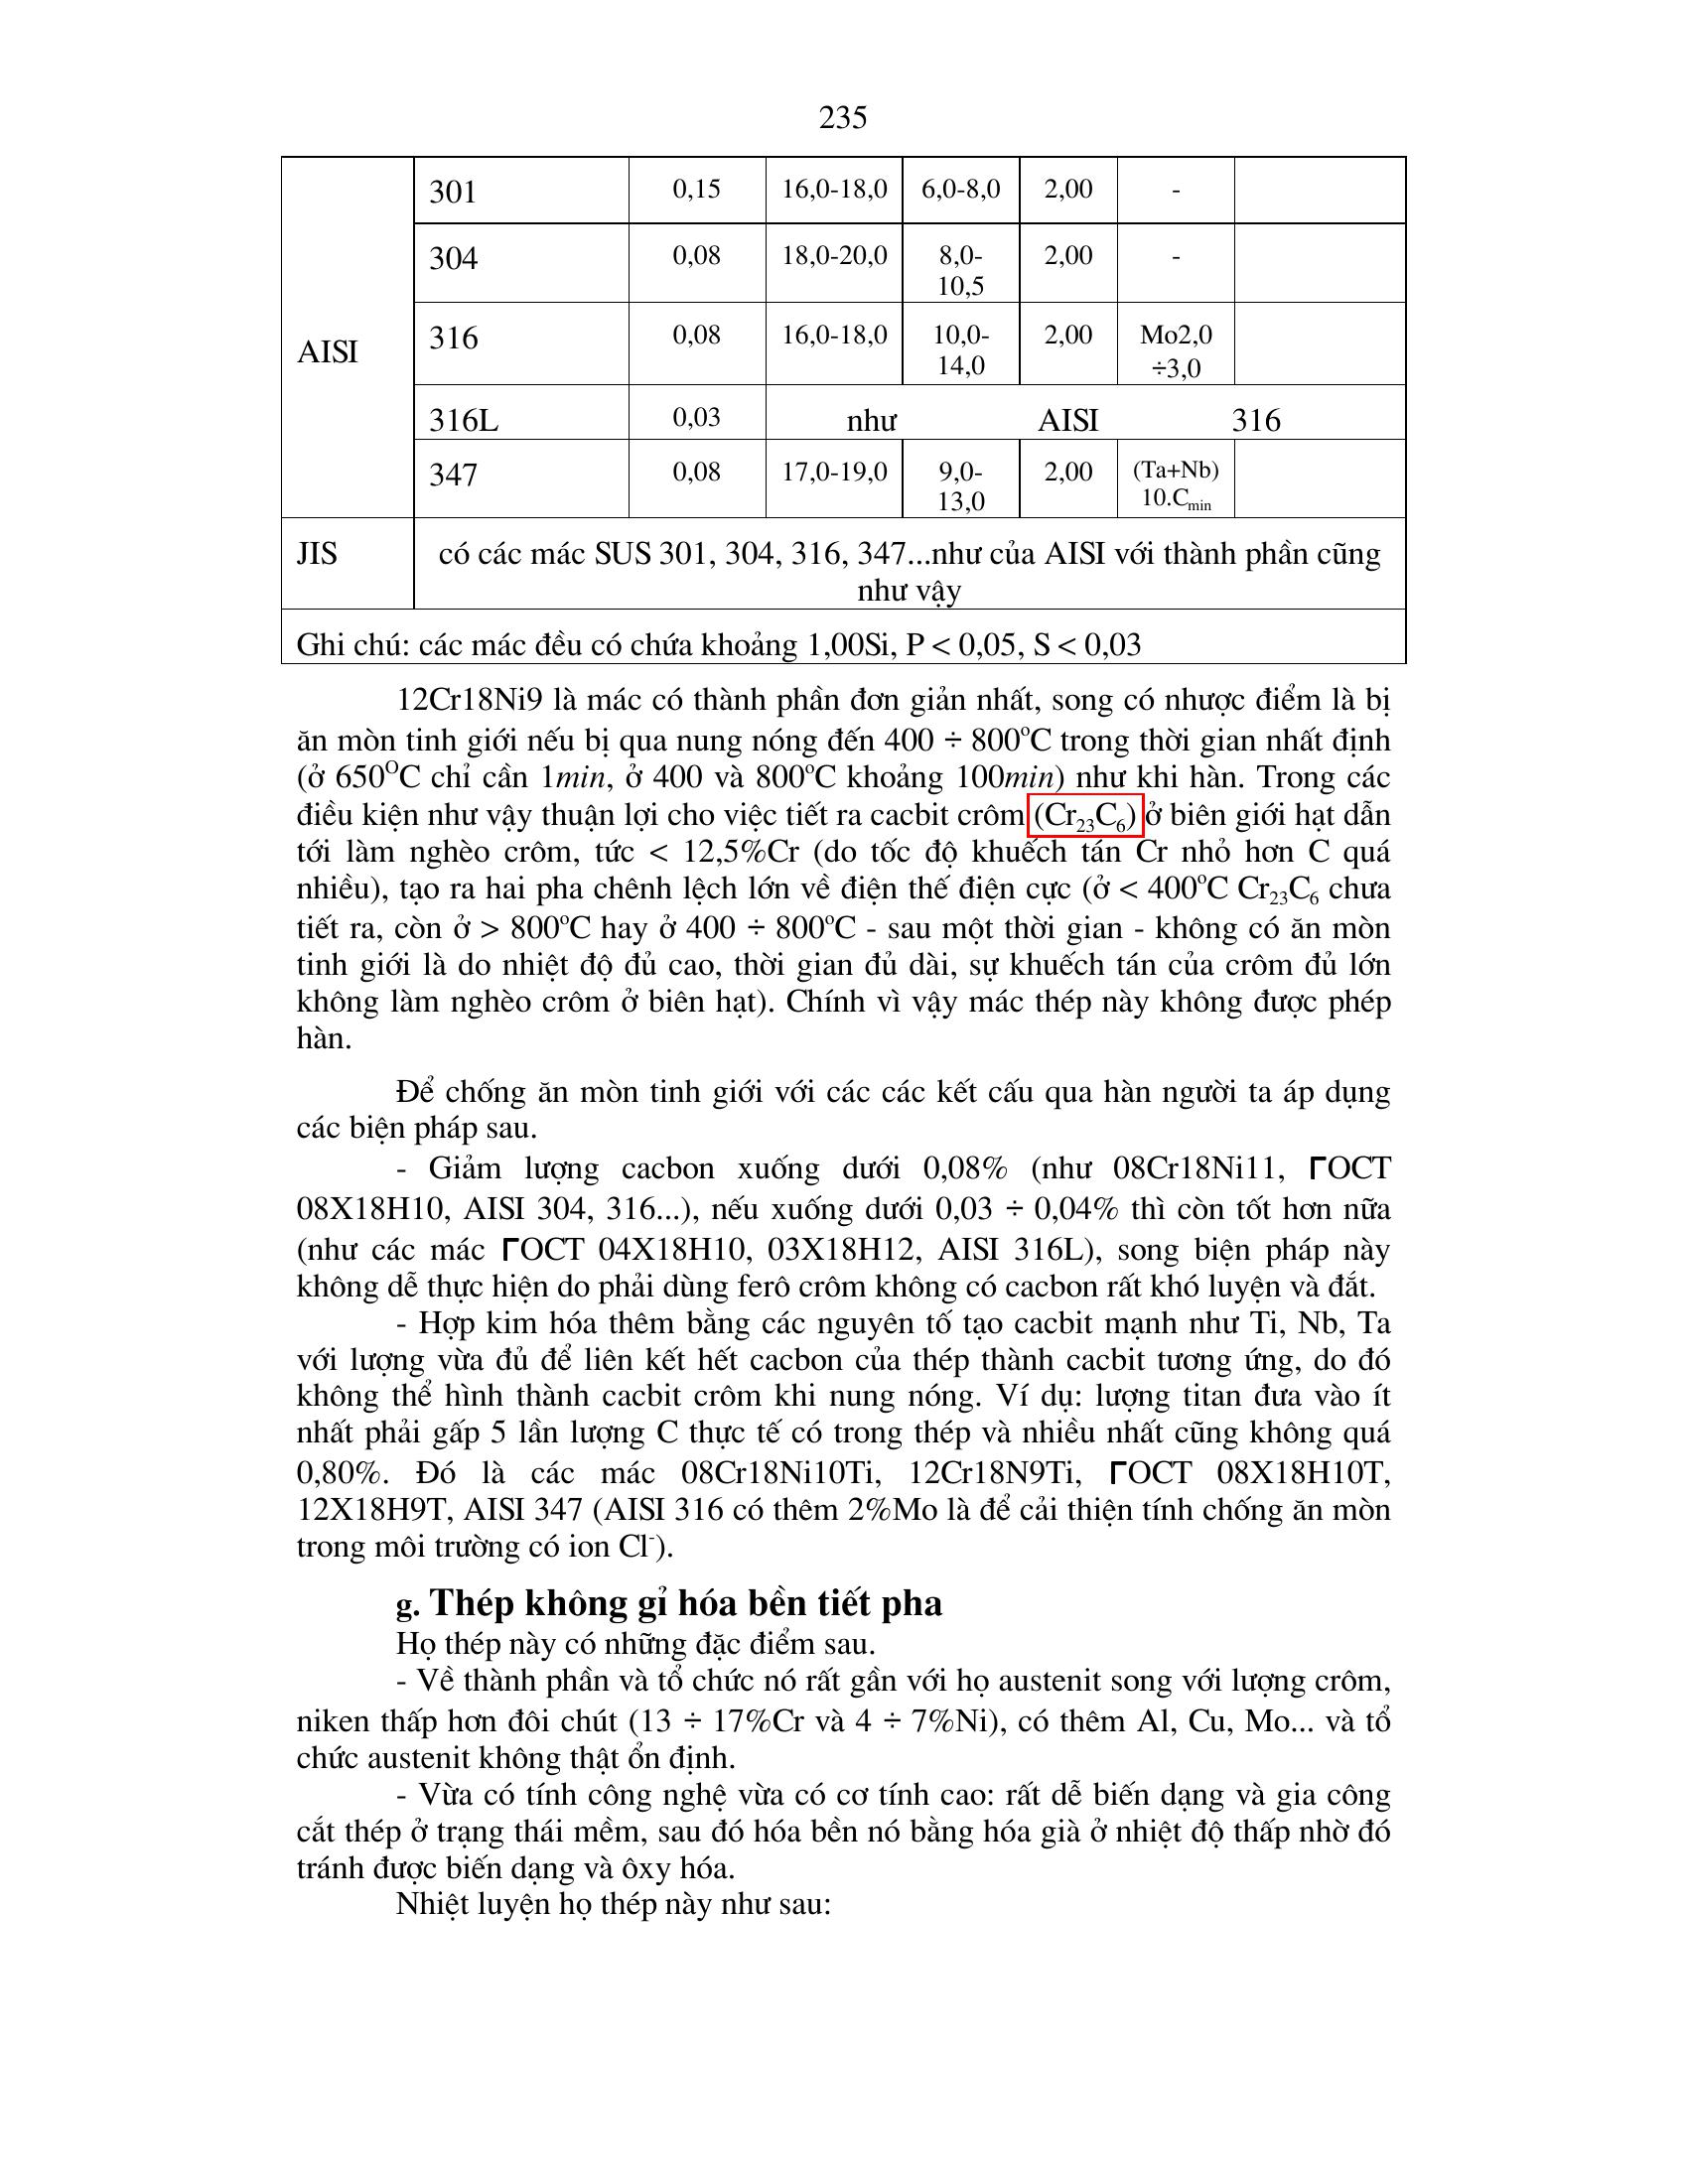 235
301 0,15 16,0-18,0 6,0-8,0 2,00 -
304 0,08 18,0-20,0 8,0- 2,00 -
10,5
AISI 316 0,08 16,0-18,0 10,0- 2,00 Mo2,0
14,0 ÷3,0
316L 0,03 như AISI 316
347 0,08 17,0-19,0 9,0- 2,00 (Ta+Nb)
13,0 10.Cmin
JIS có các mác SUS 301, 304, 316, 347...như của AISI với thành phần cũng
như vậy
Ghi chú: các mác đều có chứa khoảng 1,00Si, P < 0,05, S < 0,03
12Cr18Ni9 là mác có thành phần đơn giản nhất, song có nhược điểm là bị
ăn mòn tinh giới nếu bị qua nung nóng đến 400 ÷ 800ºC trong thời gian nhất định
(ở 650ᴼC chỉ cần 1min, ở 400 và 800ºC khoảng 100min) như khi hàn. Trong các
điều kiện như vậy thuận lợi cho việc tiết ra cacbit crôm (Cr₂₃C₆) ở biên giới hạt dẫn
tới làm nghèo crôm, tức < 12,5%Cr (do tốc độ khuếch tán Cr nhỏ hơn C quá
nhiều), tạo ra hai pha chênh lệch lớn về điện thế điện cực (ở < 400ºC Cr₂₃C₆ chưa
tiết ra, còn ở > 800ºC hay ở 400 ÷ 800ºC - sau một thời gian - không có ăn mòn
tinh giới là do nhiệt độ đủ cao, thời gian đủ dài, sự khuếch tán của crôm đủ lớn
không làm nghèo crôm ở biên hạt). Chính vì vậy mác thép này không được phép
hàn.
Để chống ăn mòn tinh giới với các các kết cấu qua hàn người ta áp dụng
các biện pháp sau.
- Giảm lượng cacbon xuống dưới 0,08% (như 08Cr18Ni11, ГOCT
08X18H10, AISI 304, 316...), nếu xuống dưới 0,03 ÷ 0,04% thì còn tốt hơn nữa
(như các mác ГOCT 04X18H10, 03X18H12, AISI 316L), song biện pháp này
không dễ thực hiện do phải dùng ferô crôm không có cacbon rất khó luyện và đắt.
- Hợp kim hóa thêm bằng các nguyên tố tạo cacbit mạnh như Ti, Nb, Ta
với lượng vừa đủ để liên kết hết cacbon của thép thành cacbit tương ứng, do đó
không thể hình thành cacbit crôm khi nung nóng. Ví dụ: lượng titan đưa vào ít
nhất phải gấp 5 lần lượng C thực tế có trong thép và nhiều nhất cũng không quá
0,80%. Đó là các mác 08Cr18Ni10Ti, 12Cr18N9Ti, ГOCT 08X18H10T,
12X18H9T, AISI 347 (AISI 316 có thêm 2%Mo là để cải thiện tính chống ăn mòn
trong môi trường có ion Cl⁻).
g. Thép không gỉ hóa bền tiết pha
Họ thép này có những đặc điểm sau.
- Về thành phần và tổ chức nó rất gần với họ austenit song với lượng crôm,
niken thấp hơn đôi chút (13 ÷ 17%Cr và 4 ÷ 7%Ni), có thêm Al, Cu, Mo... và tổ
chức austenit không thật ổn định.
- Vừa có tính công nghệ vừa có cơ tính cao: rất dễ biến dạng và gia công
cắt thép ở trạng thái mềm, sau đó hóa bền nó bằng hóa già ở nhiệt độ thấp nhờ đó
tránh được biến dạng và ôxy hóa.
Nhiệt luyện họ thép này như sau: